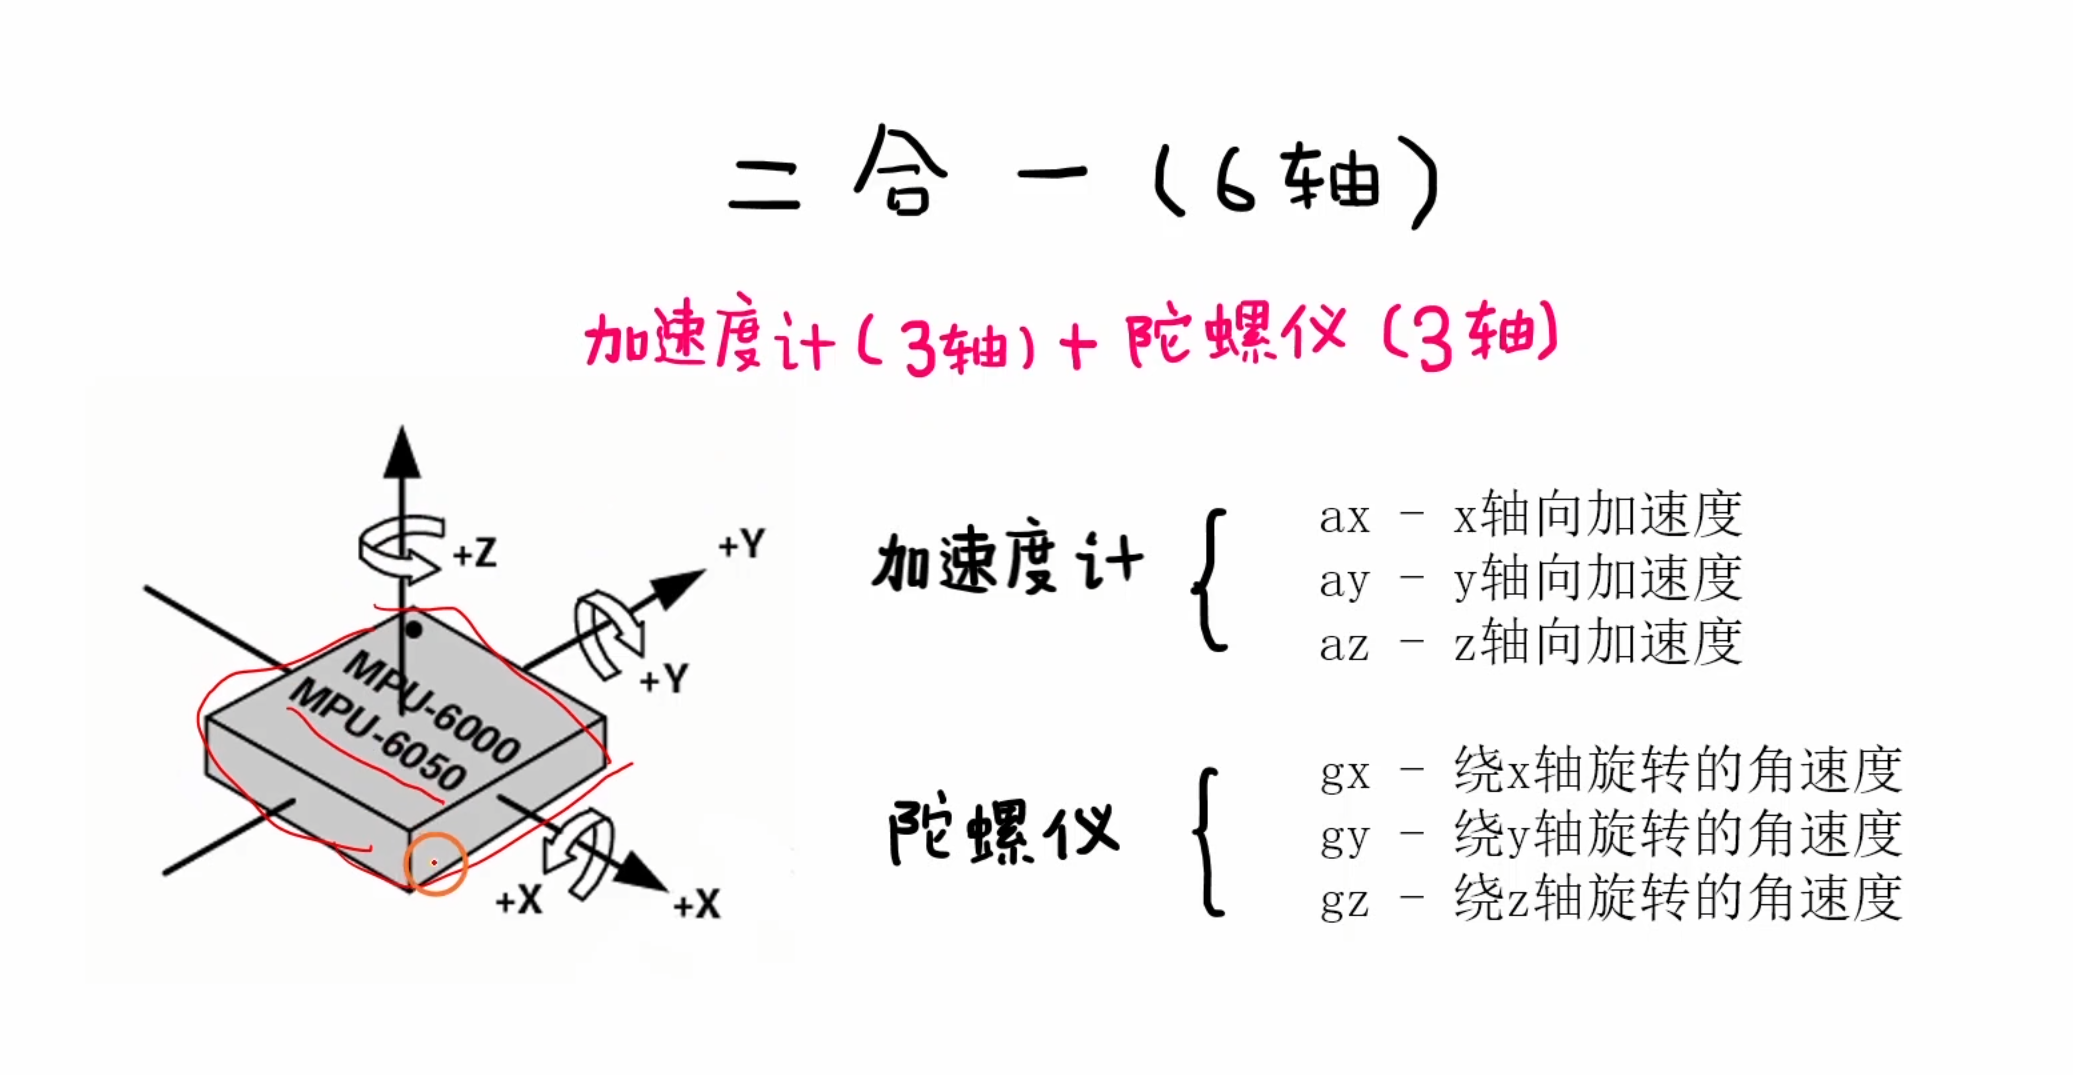 二合一(6轴)
加速度计(3轴)+陀螺仪(3轴)
+Z
+Y
+Y
MPU-6000
MPU-6050
+X
+X
加速度计
ax - x轴向加速度
ay - y轴向加速度
az - z轴向加速度
陀螺仪
gx - 绕x轴旋转的角速度
gy - 绕y轴旋转的角速度
gz - 绕z轴旋转的角速度